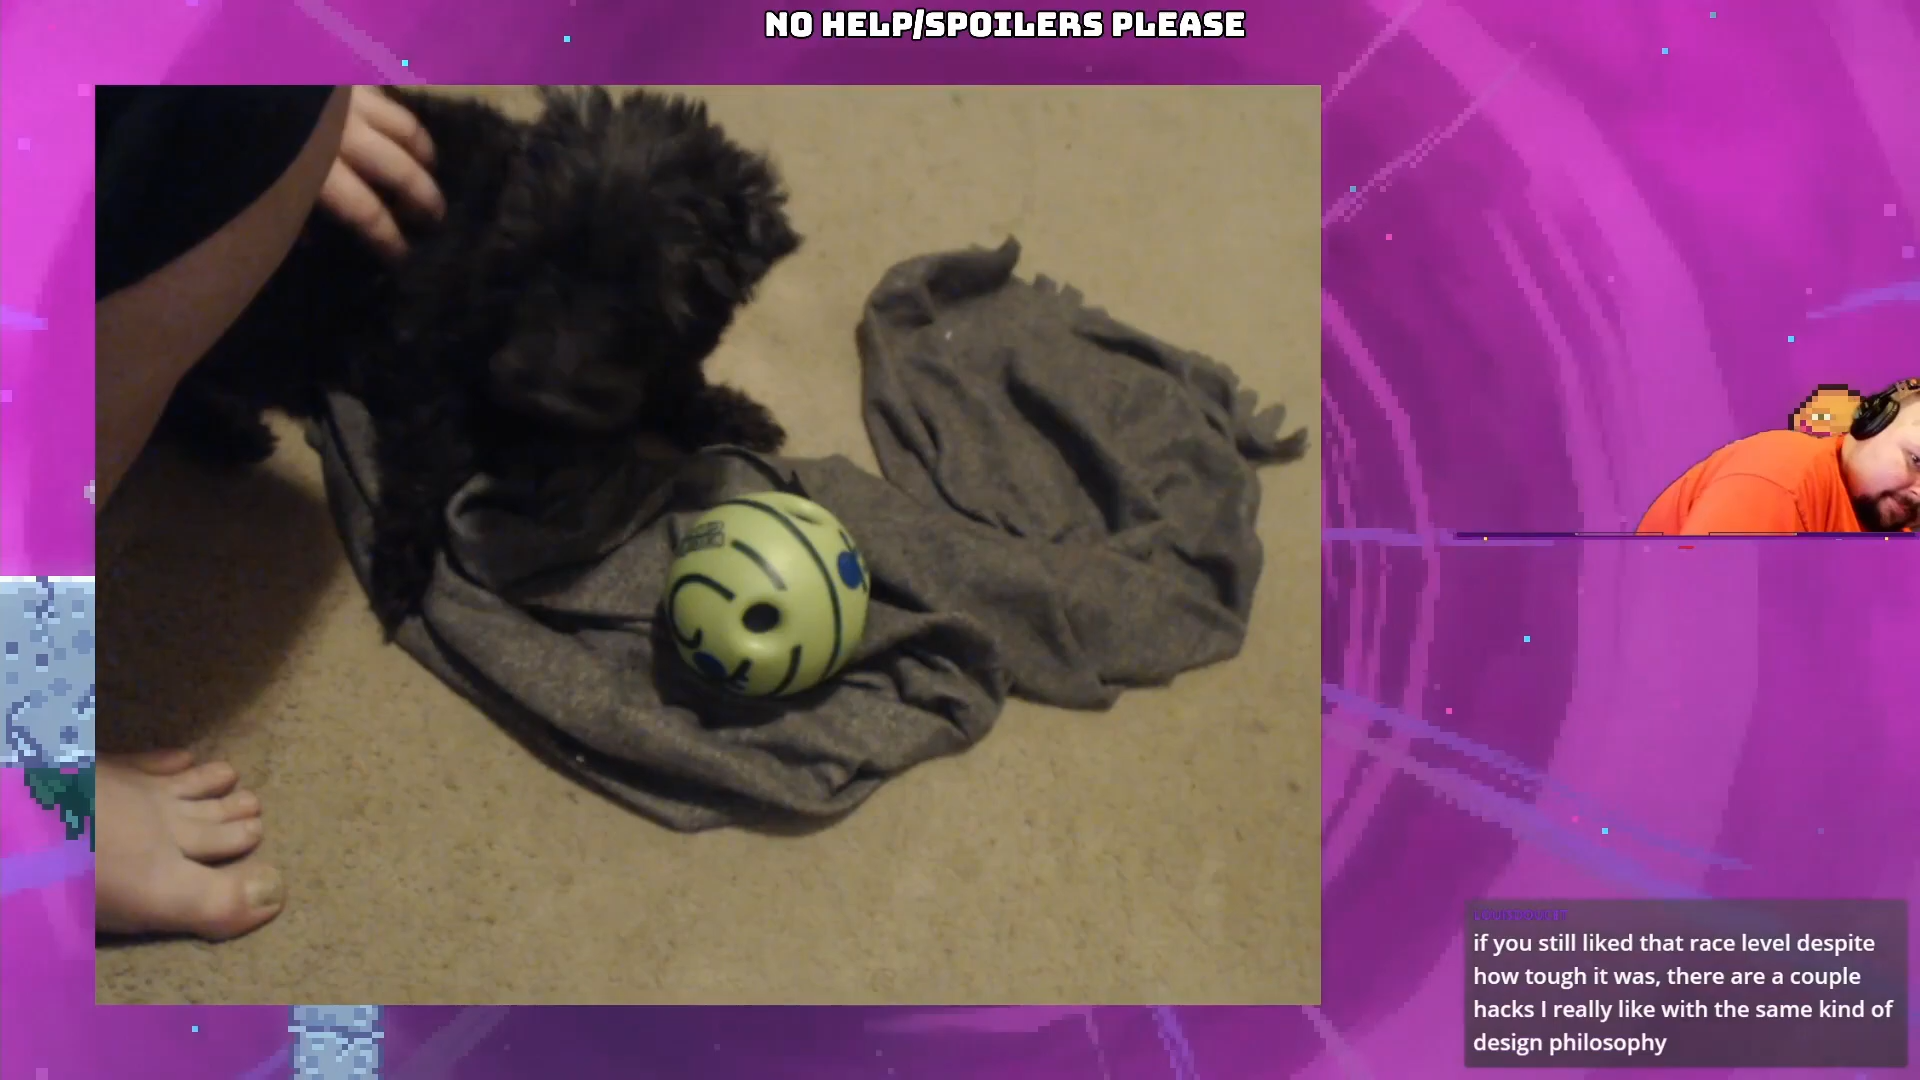 NO HELP/SPOILERS PLEASE
if you still liked that race level despite
how tough it was, there are a couple
hacks I really like with the same kind of
design philosophy